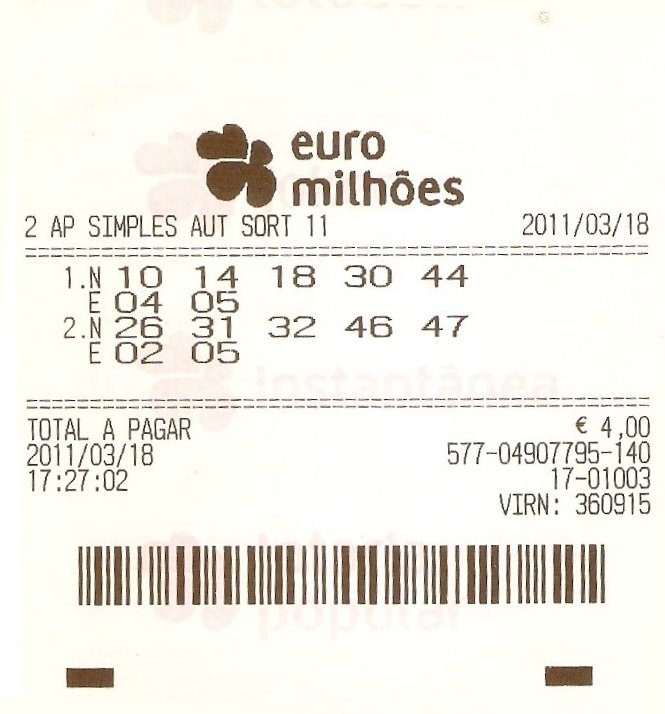 euro
milhões
2 AP SIMPLES AUT SORT 11 2011/03/18
1.N 10 14 18 30 44
E 04 05
2.N 26 31 32 46 47
E 02 05
instantânea
TOTAL A PAGAR € 4,00
2011/03/18 577-04907795-140
17:27:02 17-01003
VIRN: 360915
lotaria
popular